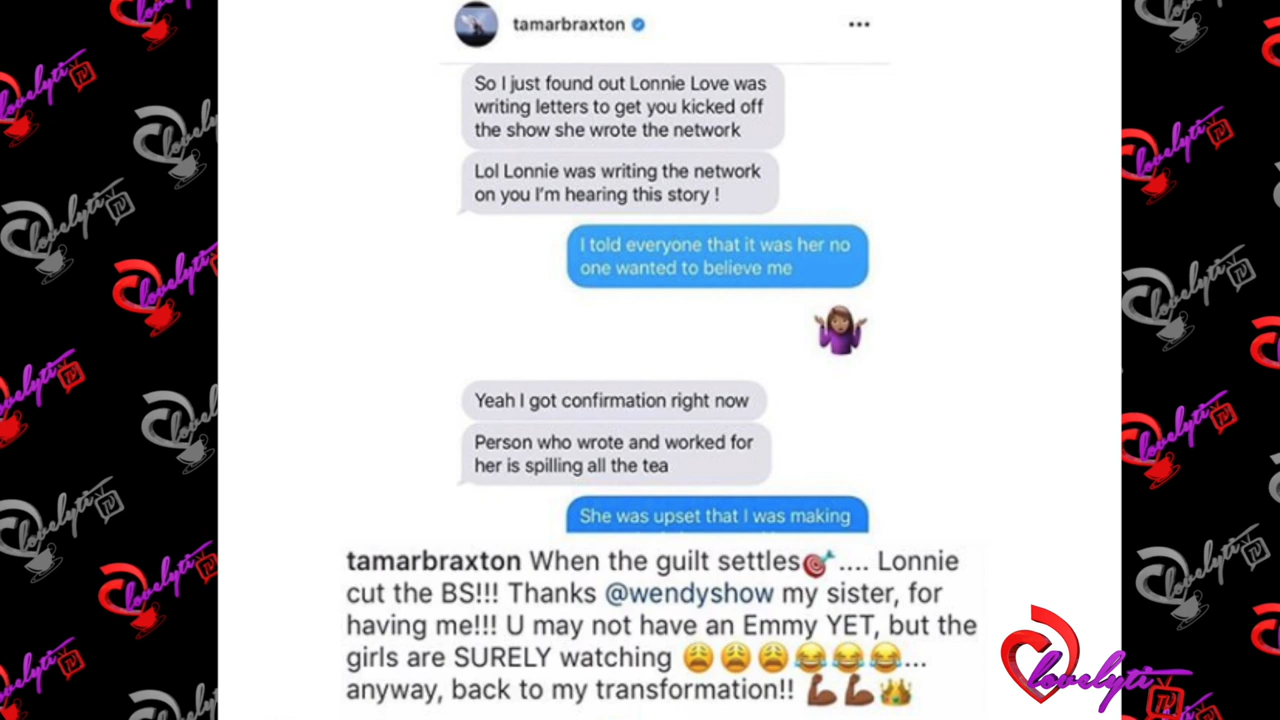 tamarbraxton
So I just found out Lonnie Love was
writing letters to get you kicked off
the show she wrote the network
Lol Lonnie was writing the network
on you I'm hearing this story !
I told everyone that it was her no
one wanted to believe me
🤷🏽‍♀️
Yeah I got confirmation right now
Person who wrote and worked for
her is spilling all the tea
She was upset that I was making
tamarbraxton When the guilt settles🎯.... Lonnie
cut the BS!!! Thanks @wendyshow my sister, for
having me!!! U may not have an Emmy YET, but the
girls are SURELY watching 😩😩😩😂😂😂...
anyway, back to my transformation!! 💪🏾💪🏾👑
lovelyti TV